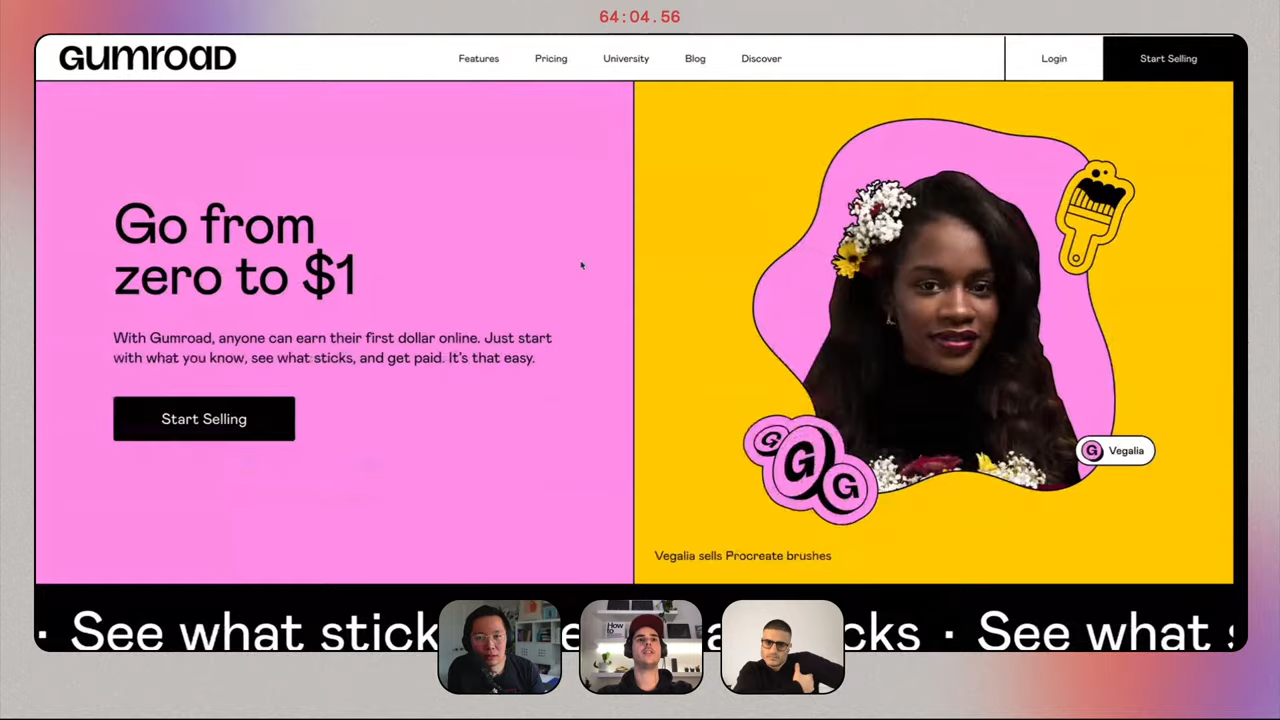 64:04.56
GUMROAD
Features
Pricing
University
Blog
Discover
Login
Start Selling
Go from
zero to $1
With Gumroad, anyone can earn their first dollar online. Just start
with what you know, see what sticks, and get paid. It's that easy.
Start Selling
G
G
G
G Vegalia
Vegalia sells Procreate brushes
· See what stick
cks · See what s
How
to